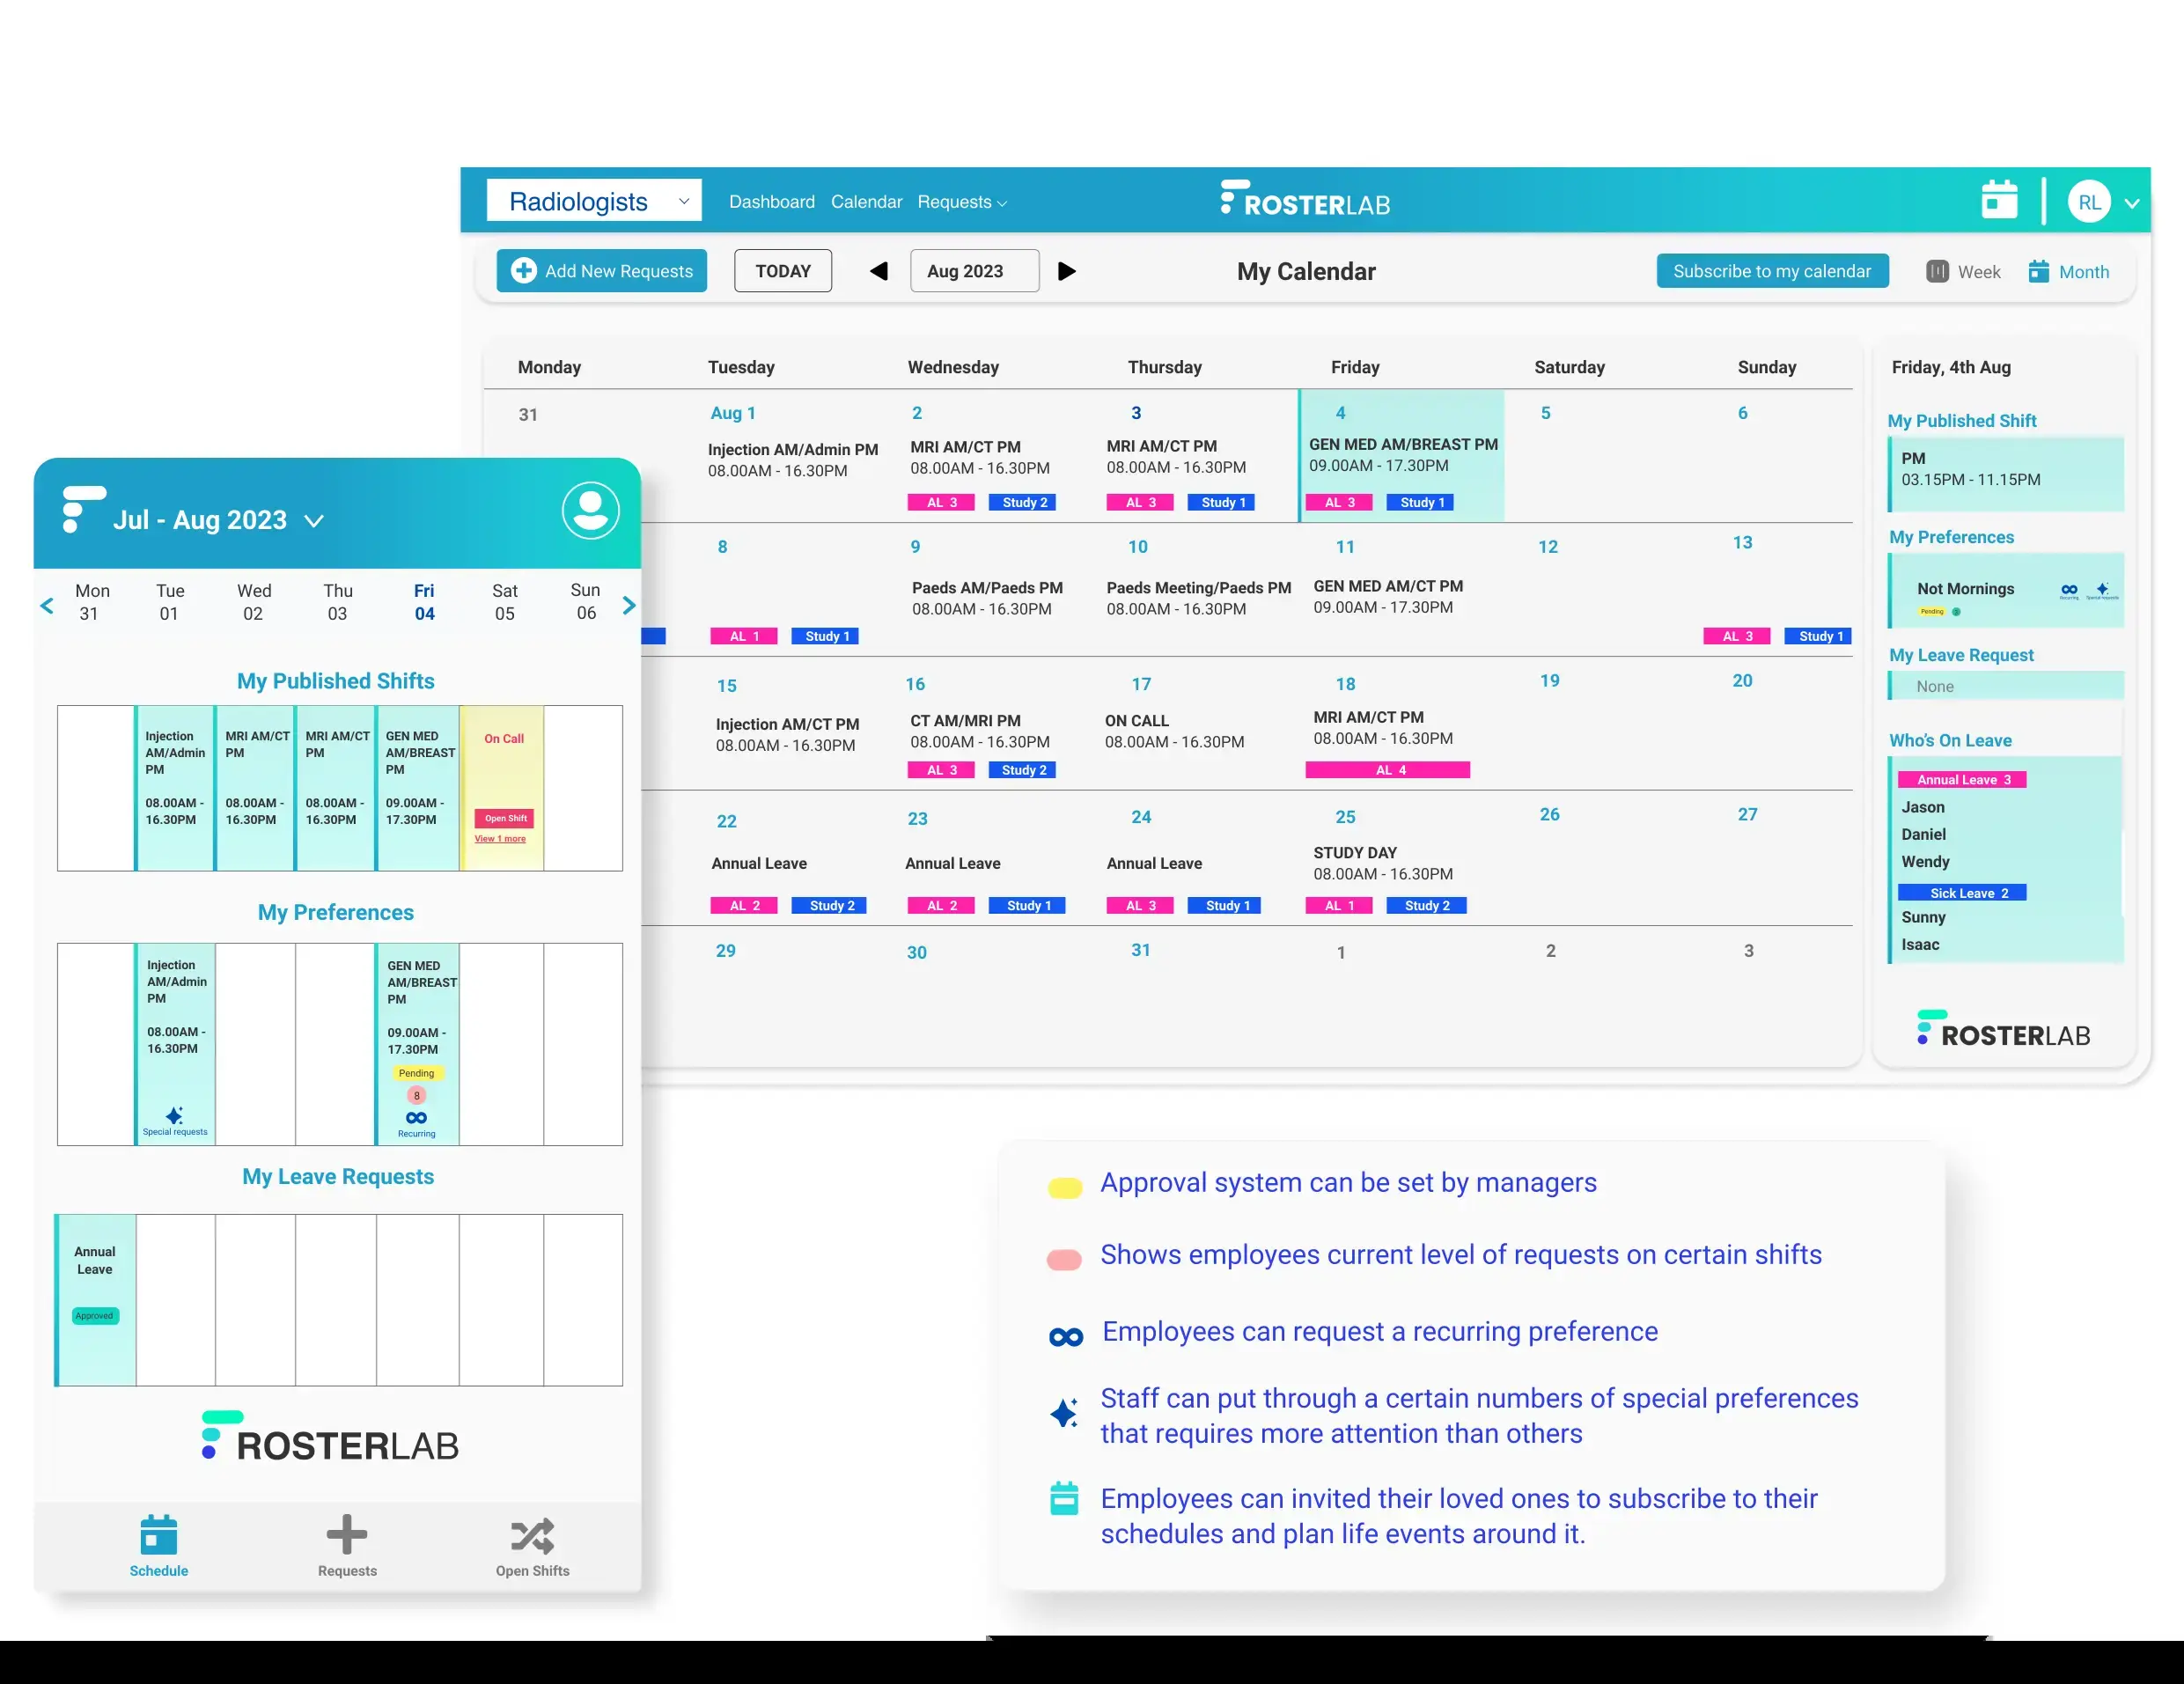 Radiologists
Dashboard Calendar Requests
ROSTERLAB
RL
Add New Requests
TODAY
Aug 2023
My Calendar
Subscribe to my calendar
Week
Month
Monday Tuesday Wednesday Thursday Friday Saturday Sunday
31 Aug 1 2 3 4 5 6
Injection AM/Admin PM
08.00AM - 16.30PM
MRI AM/CT PM
08.00AM - 16.30PM
AL 3 Study 2
MRI AM/CT PM
08.00AM - 16.30PM
AL 3 Study 1
GEN MED AM/BREAST PM
09.00AM - 17.30PM
AL 3 Study 1
8 9 10 11 12 13
AL 1 Study 1
Paeds AM/Paeds PM
08.00AM - 16.30PM
Paeds Meeting/Paeds PM
08.00AM - 16.30PM
GEN MED AM/CT PM
09.00AM - 17.30PM
AL 3 Study 1
15 16 17 18 19 20
Injection AM/CT PM
08.00AM - 16.30PM
CT AM/MRI PM
08.00AM - 16.30PM
AL 3 Study 2
ON CALL
08.00AM - 16.30PM
MRI AM/CT PM
08.00AM - 16.30PM
AL 4
22 23 24 25 26 27
Annual Leave
AL 2 Study 2
Annual Leave
AL 2 Study 1
Annual Leave
AL 3 Study 1
STUDY DAY
08.00AM - 16.30PM
AL 1 Study 2
29 30 31 1 2 3
Friday, 4th Aug
My Published Shift
PM
03.15PM - 11.15PM
My Preferences
Not Mornings
Pending
Recurring Special requests
My Leave Request
None
Who's On Leave
Annual Leave 3
Jason
Daniel
Wendy
Sick Leave 2
Sunny
Isaac
ROSTERLAB
Jul - Aug 2023
Mon Tue Wed Thu Fri Sat Sun
31 01 02 03 04 05 06
My Published Shifts
Injection
AM/Admin
PM
08.00AM -
16.30PM
MRI AM/CT
PM
08.00AM -
16.30PM
MRI AM/CT
PM
08.00AM -
16.30PM
GEN MED
AM/BREAST
PM
09.00AM -
17.30PM
On Call
Open Shift
View 1 more
My Preferences
Injection
AM/Admin
PM
08.00AM -
16.30PM
Special requests
GEN MED
AM/BREAST
PM
09.00AM -
17.30PM
Pending
8
Recurring
My Leave Requests
Annual
Leave
Approved
ROSTERLAB
Schedule
Requests
Open Shifts
Approval system can be set by managers
Shows employees current level of requests on certain shifts
Employees can request a recurring preference
Staff can put through a certain numbers of special preferences
that requires more attention than others
Employees can invited their loved ones to subscribe to their
schedules and plan life events around it.